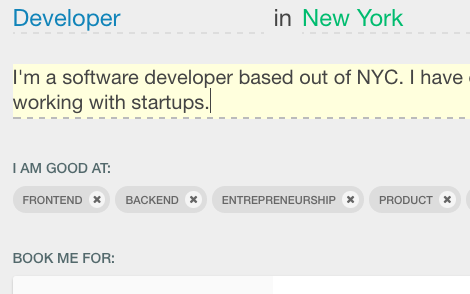 Developer in New York
I'm a software developer based out of NYC. I have
working with startups.
I AM GOOD AT:
FRONTEND × BACKEND × ENTREPRENEURSHIP × PRODUCT ×
BOOK ME FOR: